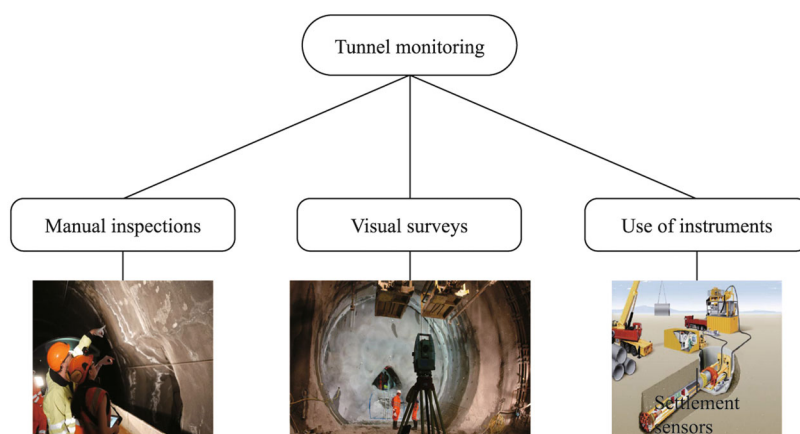 Tunnel monitoring
Manual inspections
Visual surveys
Use of instruments
Settlement
sensors